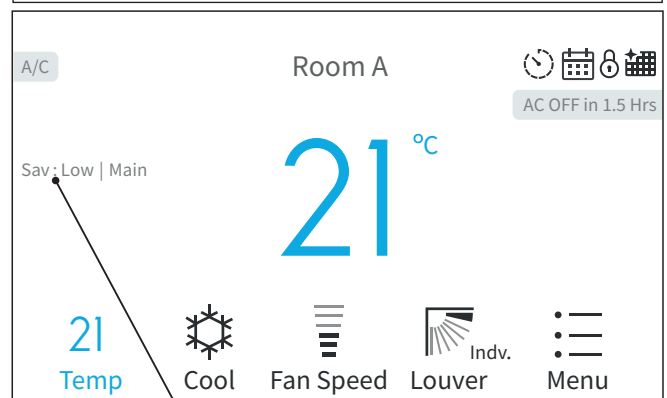 A/C
Room A
AC OFF in 1.5 Hrs
Sav : Low | Main
21 °C
21
Temp
Cool
Fan Speed
Indv.
Louver
Menu